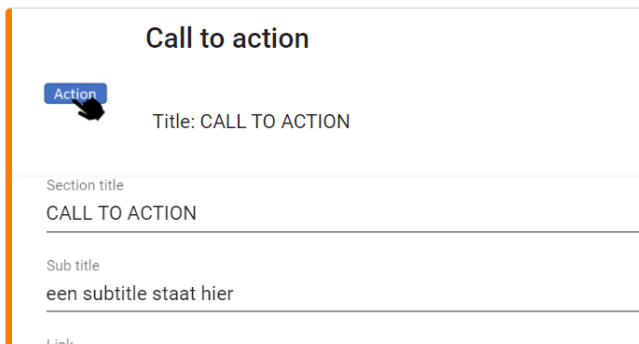 Call to action
Action
Title: CALL TO ACTION
Section title
CALL TO ACTION
Sub title
een subtitle staat hier
Link